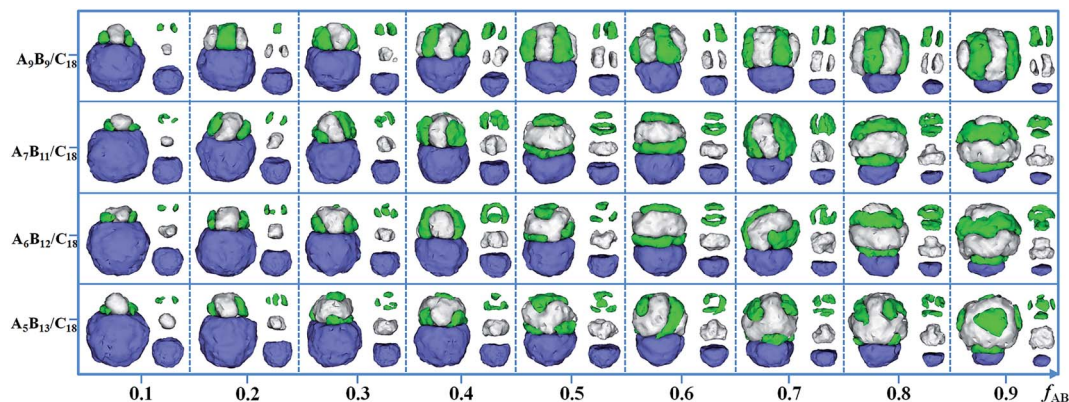 A₉B₉/C₁₈
A₇B₁₁/C₁₈
A₆B₁₂/C₁₈
A₅B₁₃/C₁₈
0.1 0.2 0.3 0.4 0.5 0.6 0.7 0.8 0.9 f_AB